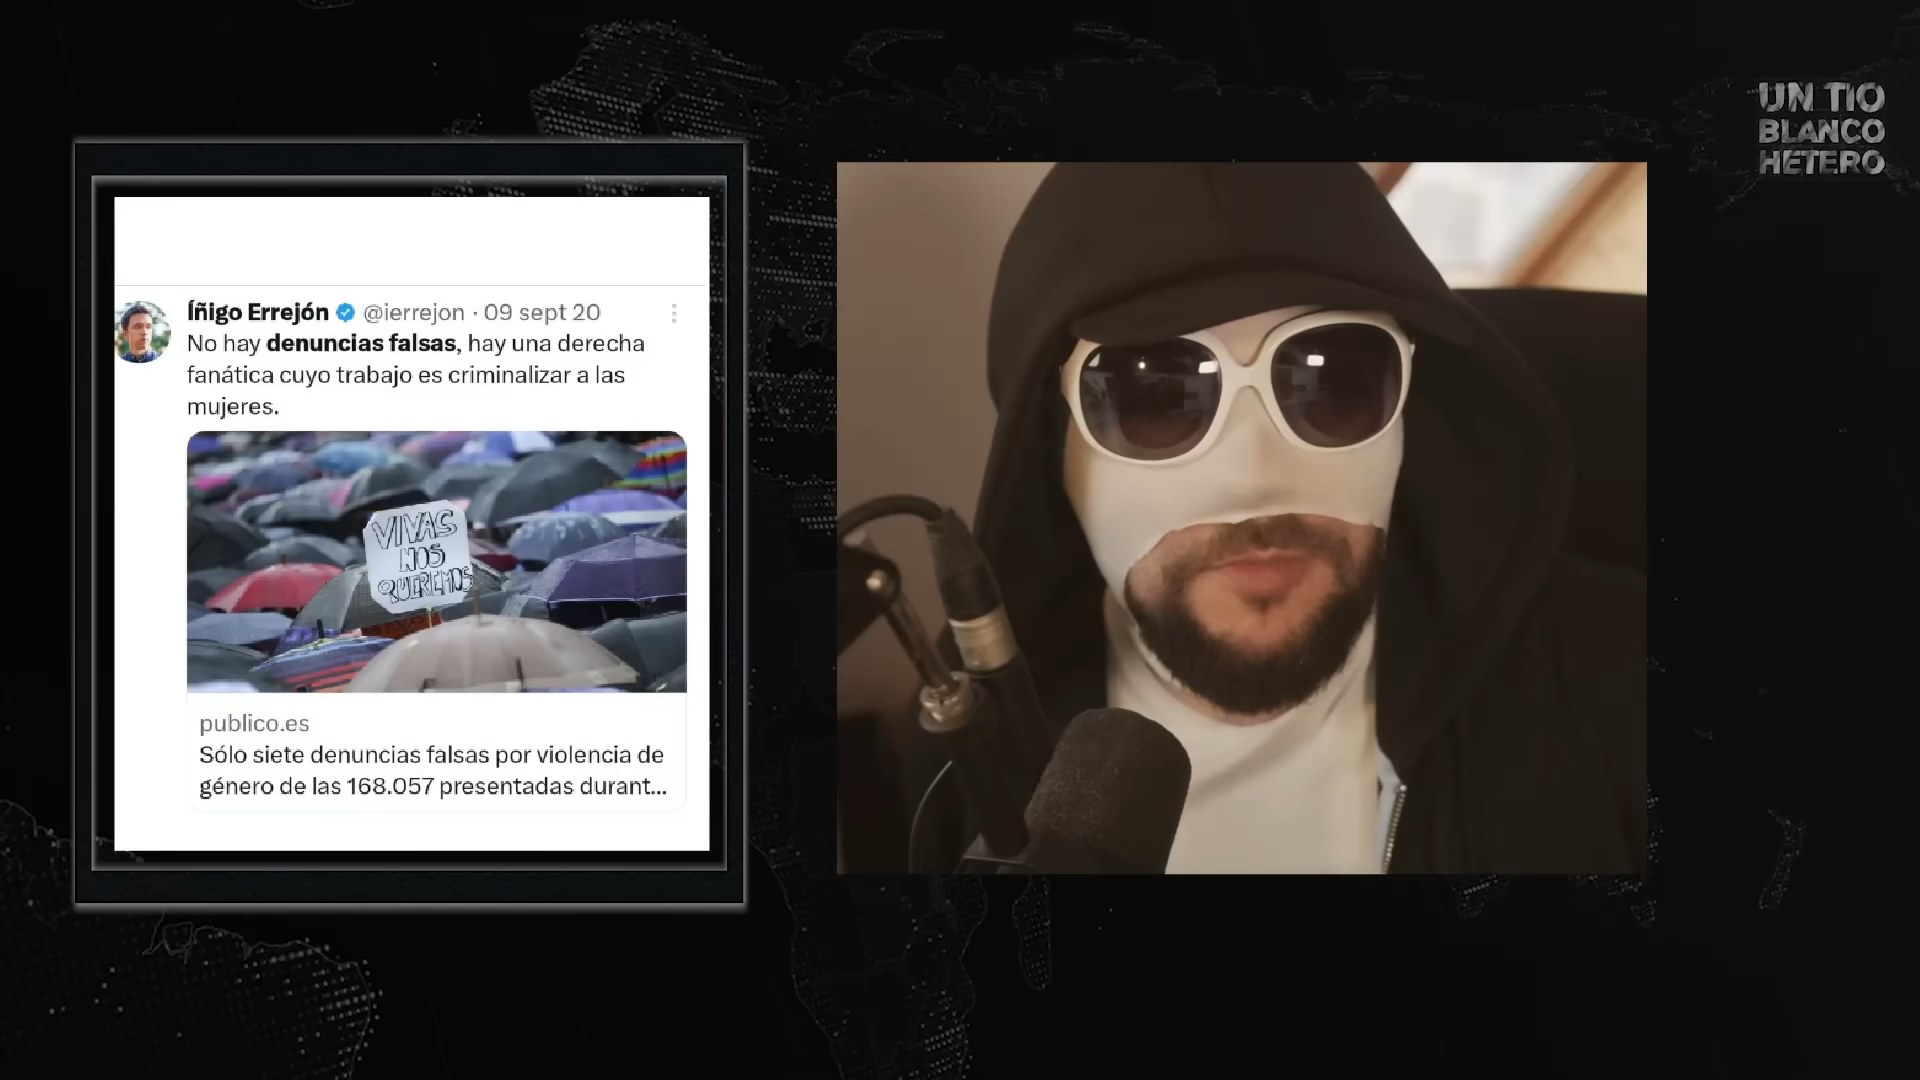 UN TIO
BLANCO
HETERO
Íñigo Errejón @ierrejon · 09 sept 20
No hay denuncias falsas, hay una derecha
fanática cuyo trabajo es criminalizar a las
mujeres.
VIVAS
NOS
QUEREMOS
publico.es
Sólo siete denuncias falsas por violencia de
género de las 168.057 presentadas durant...